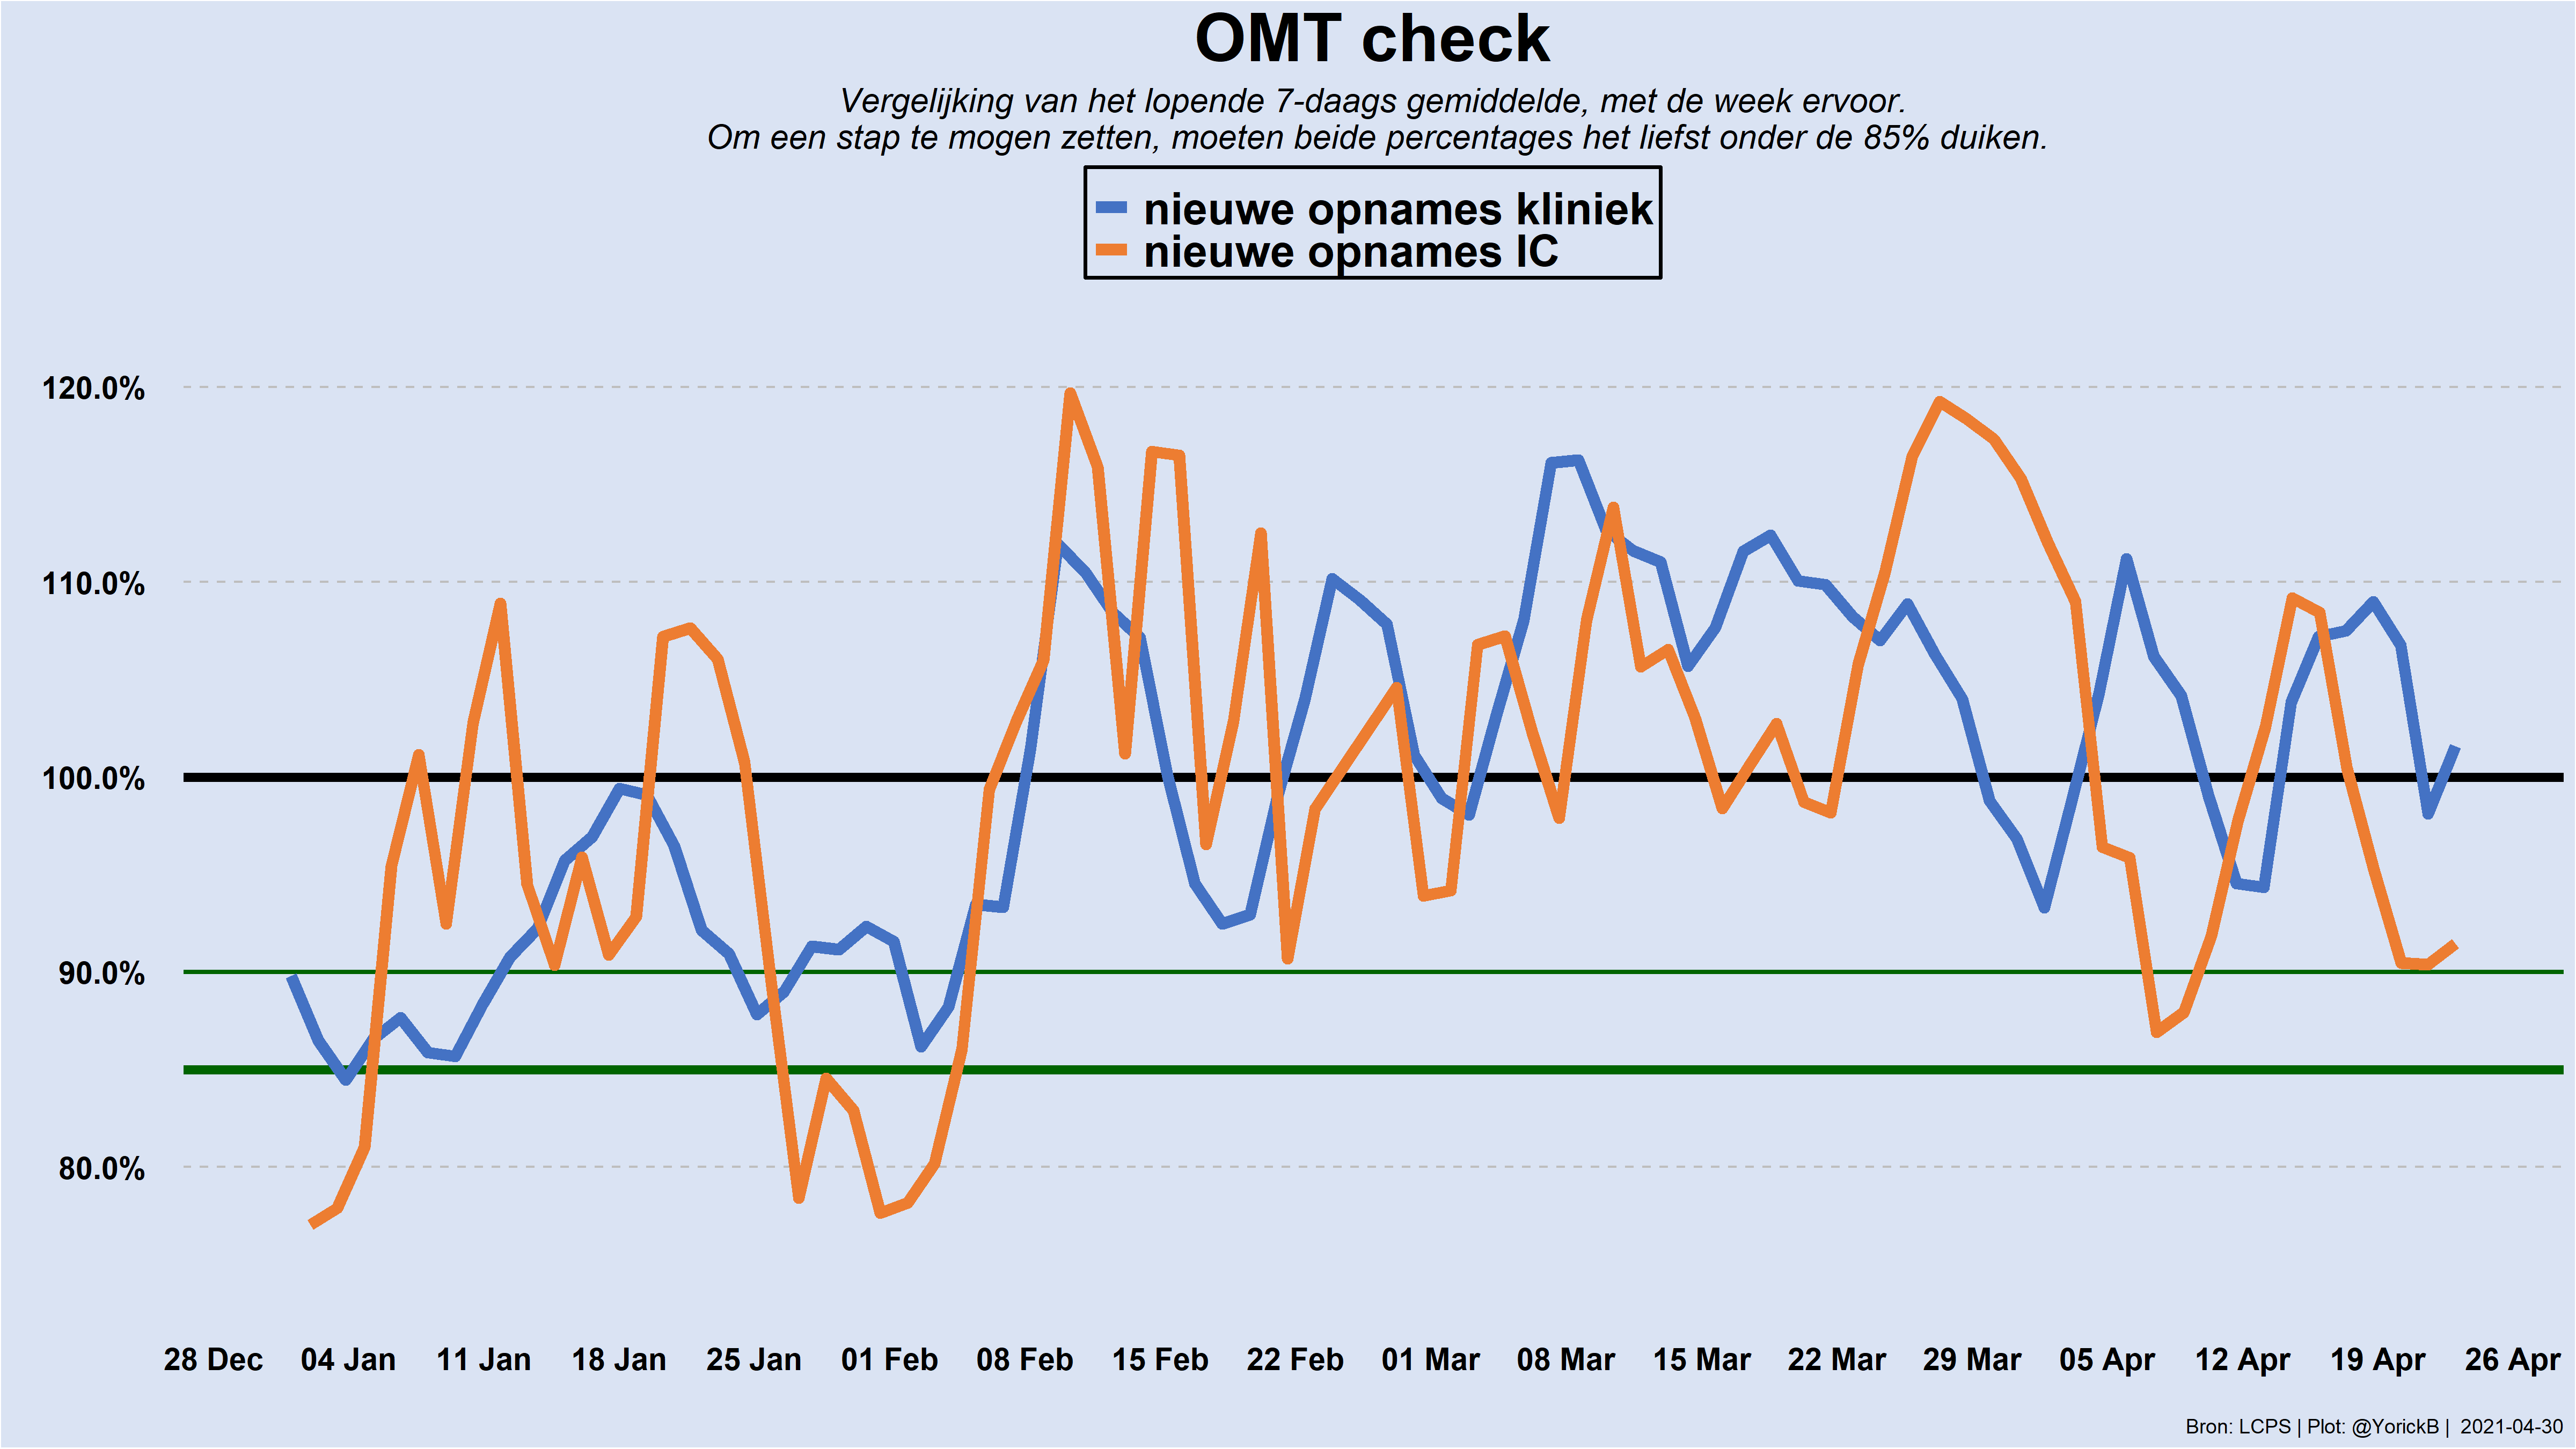 OMT check
Vergelijking van het lopende 7-daags gemiddelde, met de week ervoor.
Om een stap te mogen zetten, moeten beide percentages het liefst onder de 85% duiken.
nieuwe opnames kliniek
nieuwe opnames IC
120.0%
110.0%
100.0%
90.0%
80.0%
28 Dec 04 Jan 11 Jan 18 Jan 25 Jan 01 Feb 08 Feb 15 Feb 22 Feb 01 Mar 08 Mar 15 Mar 22 Mar 29 Mar 05 Apr 12 Apr 19 Apr 26 Apr
Bron: LCPS | Plot: @YorickB | 2021-04-30